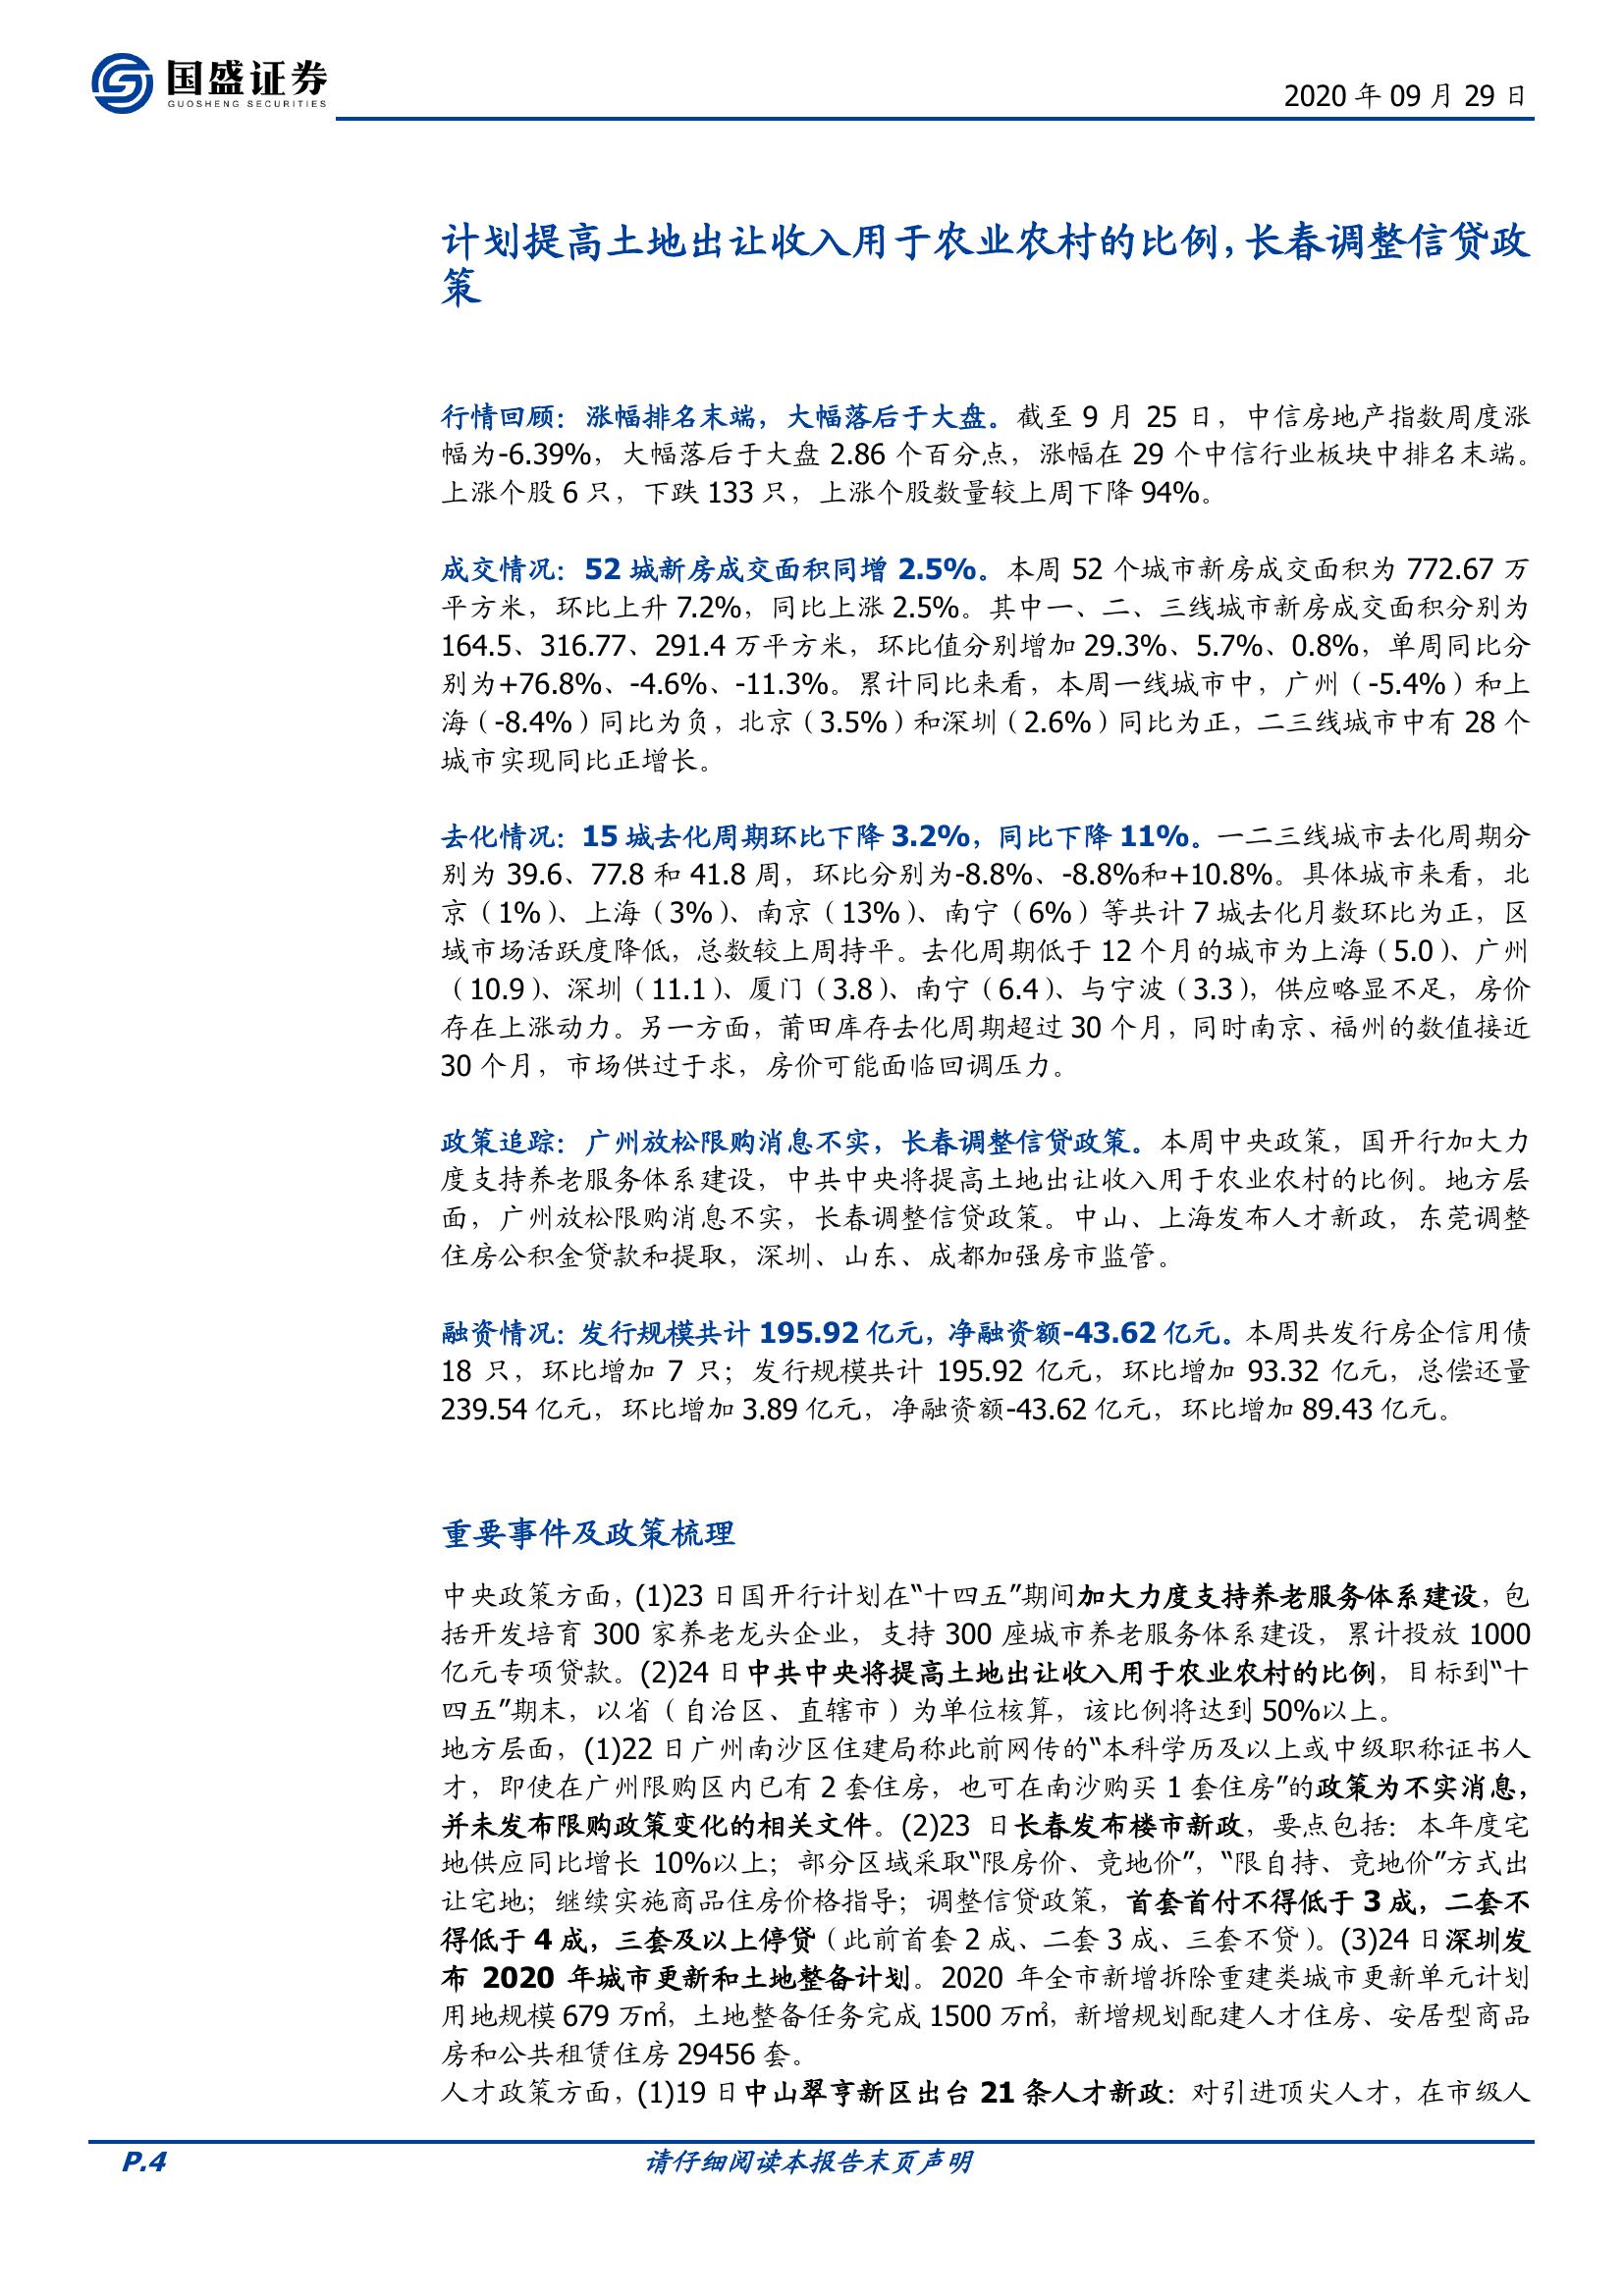 国盛证券
GUOSHENG SECURITIES
2020 年 09 月 29 日
计划提高土地出让收入用于农业农村的比例，长春调整信贷政
策
行情回顾：涨幅排名末端，大幅落后于大盘。截至 9 月 25 日，中信房地产指数周度涨
幅为-6.39%，大幅落后于大盘 2.86 个百分点，涨幅在 29 个中信行业板块中排名末端。
上涨个股 6 只，下跌 133 只，上涨个股数量较上周下降 94%。
成交情况：52 城新房成交面积同增 2.5%。本周 52 个城市新房成交面积为 772.67 万
平方米，环比上升 7.2%，同比上涨 2.5%。其中一、二、三线城市新房成交面积分别为
164.5、316.77、291.4 万平方米，环比值分别增加 29.3%、5.7%、0.8%，单周同比分
别为+76.8%、-4.6%、-11.3%。累计同比来看，本周一线城市中，广州（-5.4%）和上
海（-8.4%）同比为负，北京（3.5%）和深圳（2.6%）同比为正，二三线城市中有 28 个
城市实现同比正增长。
去化情况：15 城去化周期环比下降 3.2%，同比下降 11%。一二三线城市去化周期分
别为 39.6、77.8 和 41.8 周，环比分别为-8.8%、-8.8%和+10.8%。具体城市来看，北
京（1%）、上海（3%）、南京（13%）、南宁（6%）等共计 7 城去化月数环比为正，区
域市场活跃度降低，总数较上周持平。去化周期低于 12 个月的城市为上海（5.0）、广州
（10.9）、深圳（11.1）、厦门（3.8）、南宁（6.4）、与宁波（3.3），供应略显不足，房价
存在上涨动力。另一方面，莆田库存去化周期超过 30 个月，同时南京、福州的数值接近
30 个月，市场供过于求，房价可能面临回调压力。
政策追踪：广州放松限购消息不实，长春调整信贷政策。本周中央政策，国开行加大力
度支持养老服务体系建设，中共中央将提高土地出让收入用于农业农村的比例。地方层
面，广州放松限购消息不实，长春调整信贷政策。中山、上海发布人才新政，东莞调整
住房公积金贷款和提取，深圳、山东、成都加强房市监管。
融资情况：发行规模共计 195.92 亿元，净融资额-43.62 亿元。本周共发行房企信用债
18 只，环比增加 7 只；发行规模共计 195.92 亿元，环比增加 93.32 亿元，总偿还量
239.54 亿元，环比增加 3.89 亿元，净融资额-43.62 亿元，环比增加 89.43 亿元。
重要事件及政策梳理
中央政策方面，(1)23 日国开行计划在“十四五”期间加大力度支持养老服务体系建设，包
括开发培育 300 家养老龙头企业，支持 300 座城市养老服务体系建设，累计投放 1000
亿元专项贷款。(2)24 日中共中央将提高土地出让收入用于农业农村的比例，目标到“十
四五”期末，以省（自治区、直辖市）为单位核算，该比例将达到 50%以上。
地方层面，(1)22 日广州南沙区住建局称此前网传的“本科学历及以上或中级职称证书人
才，即使在广州限购区内已有 2 套住房，也可在南沙购买 1 套住房”的政策为不实消息，
并未发布限购政策变化的相关文件。(2)23 日长春发布楼市新政，要点包括：本年度宅
地供应同比增长 10%以上；部分区域采取“限房价、竞地价”，“限自持、竞地价”方式出
让宅地；继续实施商品住房价格指导；调整信贷政策，首套首付不得低于 3 成，二套不
得低于 4 成，三套及以上停贷（此前首套 2 成、二套 3 成、三套不贷）。(3)24 日深圳发
布 2020 年城市更新和土地整备计划。2020 年全市新增拆除重建类城市更新单元计划
用地规模 679 万㎡，土地整备任务完成 1500 万㎡，新增规划配建人才住房、安居型商品
房和公共租赁住房 29456 套。
人才政策方面，(1)19 日中山翠亨新区出台 21 条人才新政：对引进顶尖人才，在市级人
P.4
请仔细阅读本报告末页声明